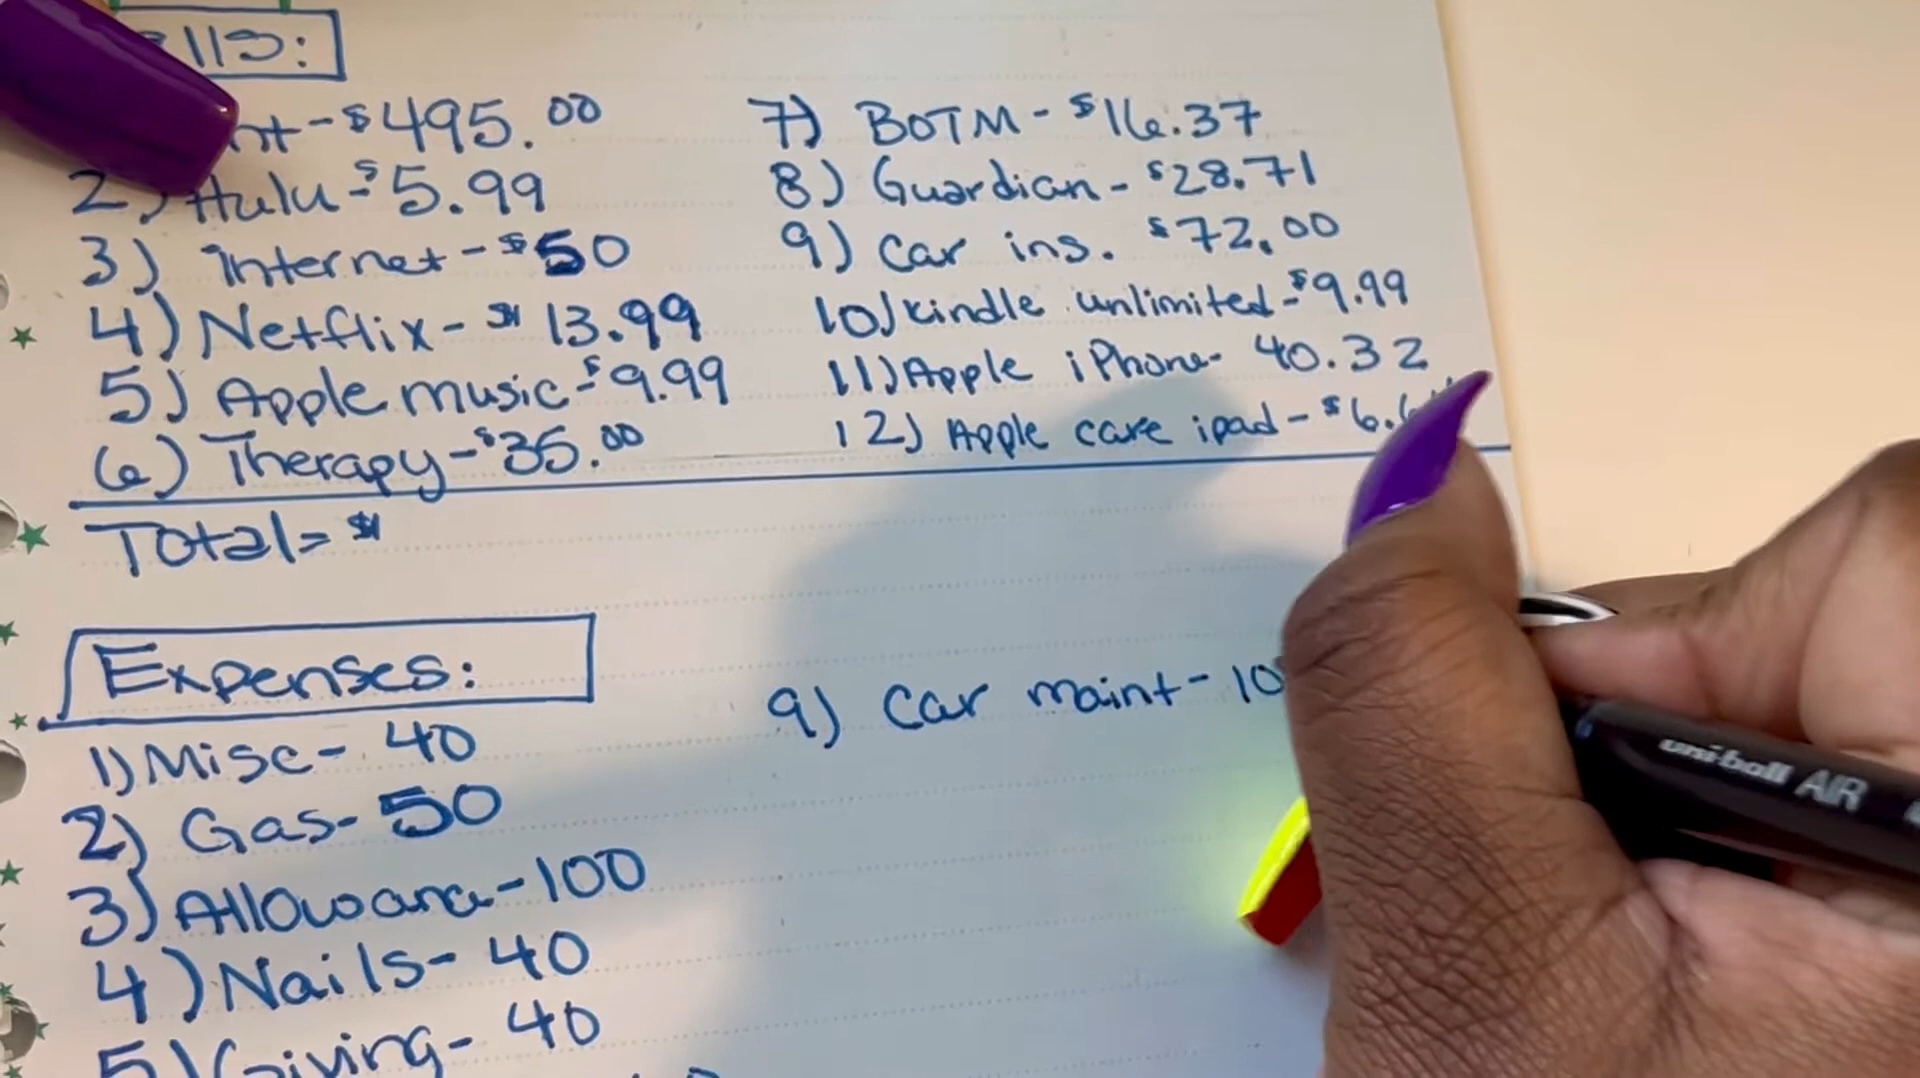 495.00
2) Hulu - $5.99
3) internet - $50
4) Netflix - $13.99
5) Apple music - $9.99
6) Therapy - $35.00
7) BOTM - $16.37
8) Guardian - $28.71
9) Car ins. $72.00
10) kindle unlimited - $9.99
11) Apple iPhone - 40.32
12) Apple care ipad - $6.
Total = $
Expenses:
1) Misc - 40
2) Gas - 50
3) Allowance - 100
4) Nails - 40
5) Giving - 40
9) Car maint - 10
uni-ball AIR